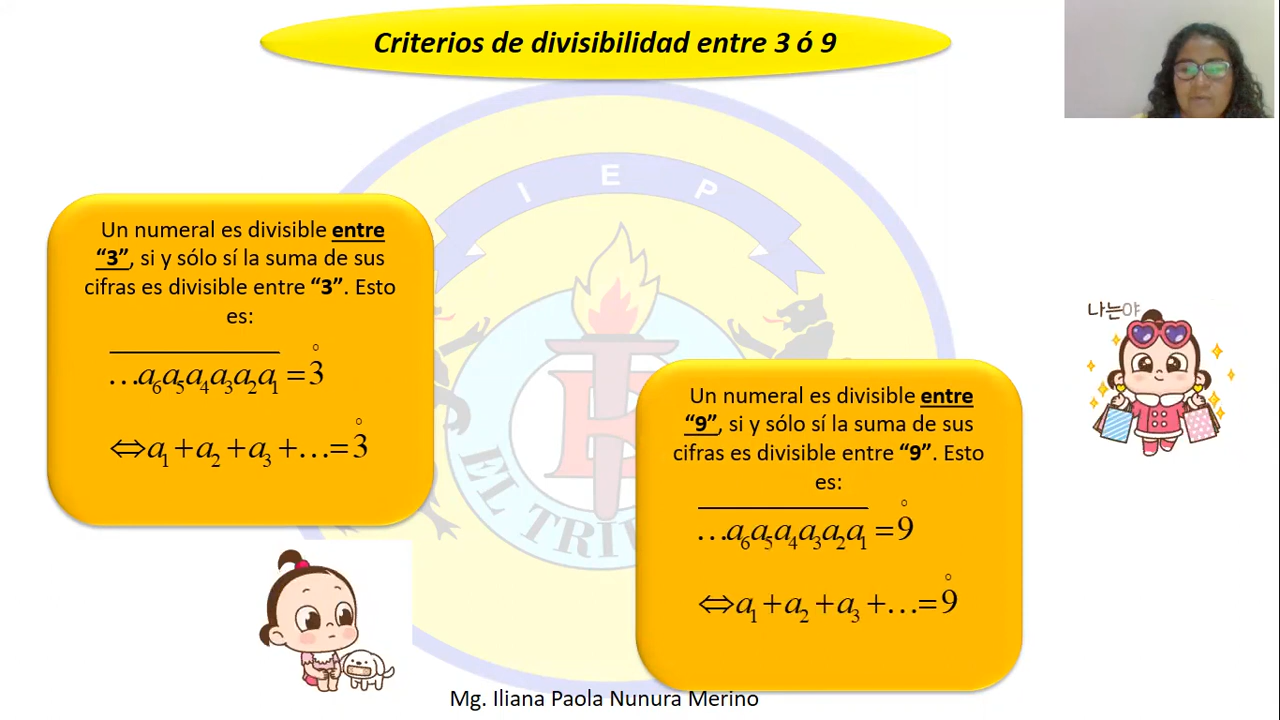 Criterios de divisibilidad entre 3 ó 9
I E P
Un numeral es divisible entre
“3”, si y sólo sí la suma de sus
cifras es divisible entre “3”. Esto
es:
...a₆a₅a₄a₃a₂a₁ = 3̊
⇔a₁+a₂+a₃+...=3̊
나는야
Un numeral es divisible entre
“9”, si y sólo sí la suma de sus
cifras es divisible entre “9”. Esto
es:
...a₆a₅a₄a₃a₂a₁ = 9̊
⇔a₁+a₂+a₃+...=9̊
EL
Mg. Iliana Paola Nunura Merino